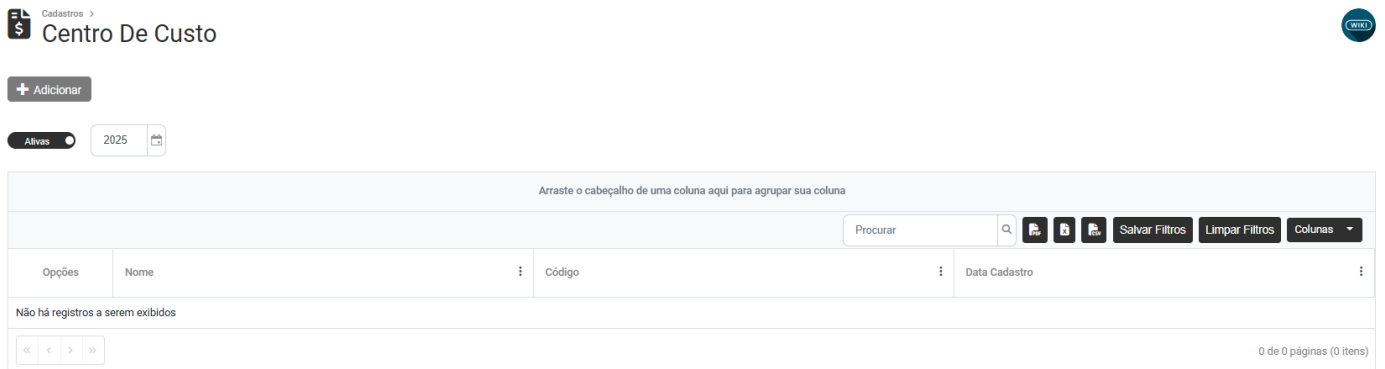 Cadastros >
Centro De Custo
WIKI
Adicionar
Ativas
2025
Arraste o cabeçalho de uma coluna aqui para agrupar sua coluna
Procurar
PDF
X
CSV
Salvar Filtros
Limpar Filtros
Colunas
Opções
Nome
Código
Data Cadastro
Não há registros a serem exibidos
0 de 0 páginas (0 itens)